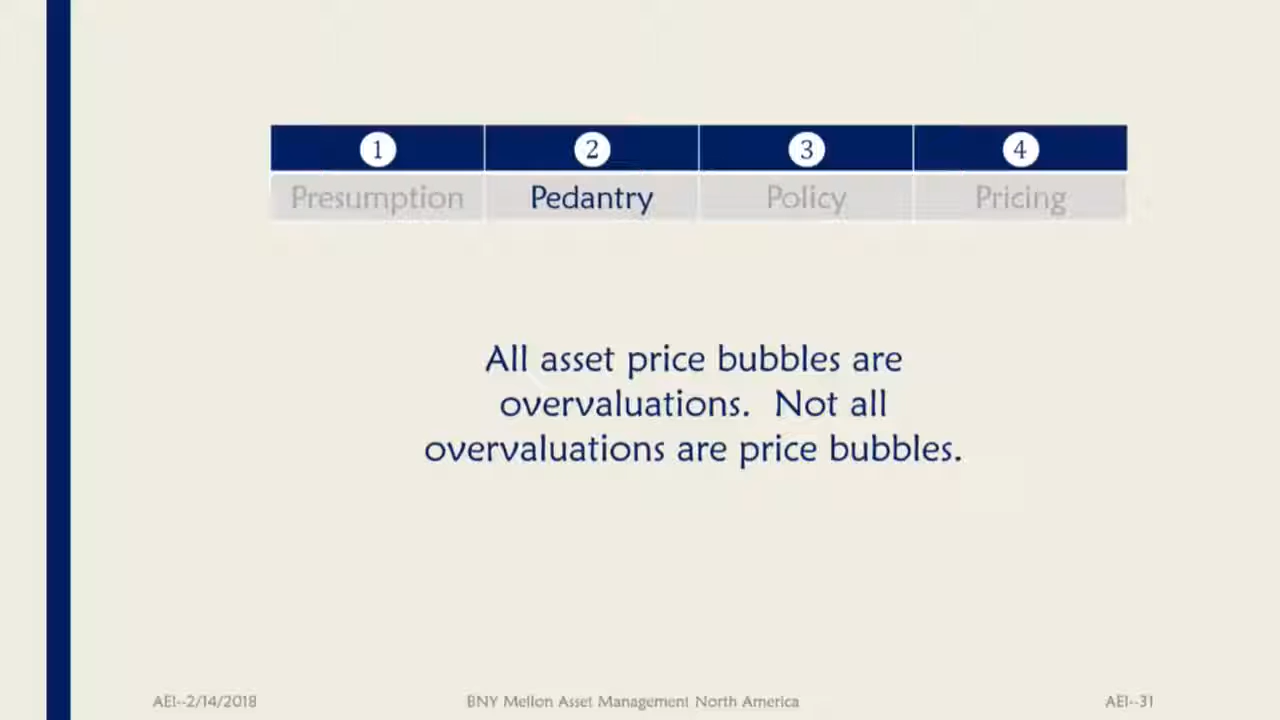 1 2 3 4
Presumption Pedantry Policy Pricing
All asset price bubbles are
overvaluations. Not all
overvaluations are price bubbles.
AEI--2/14/2018 BNY Mellon Asset Management North America AEI--31